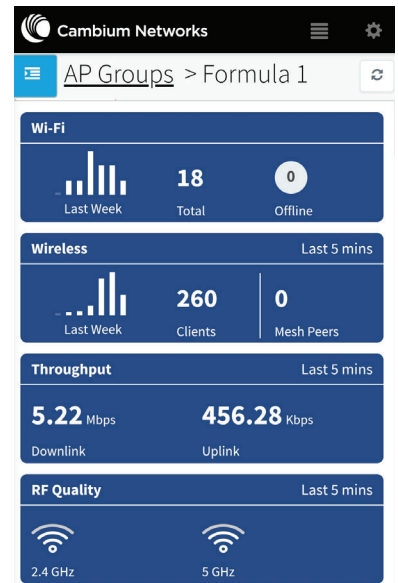 Cambium Networks
AP Groups > Formula 1
Wi-Fi
18 0
Last Week Total Offline
Wireless Last 5 mins
260 0
Last Week Clients Mesh Peers
Throughput Last 5 mins
5.22 Mbps 456.28 Kbps
Downlink Uplink
RF Quality Last 5 mins
2.4 GHz 5 GHz